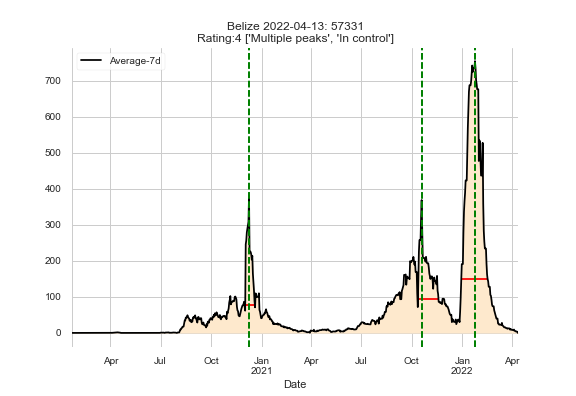 Belize 2022-04-13: 57331
Rating:4 ['Multiple peaks', 'In control']
Average-7d
700
600
500
400
300
200
100
0
Apr Jul Oct Jan Apr Jul Oct Jan Apr
2021 2022
Date